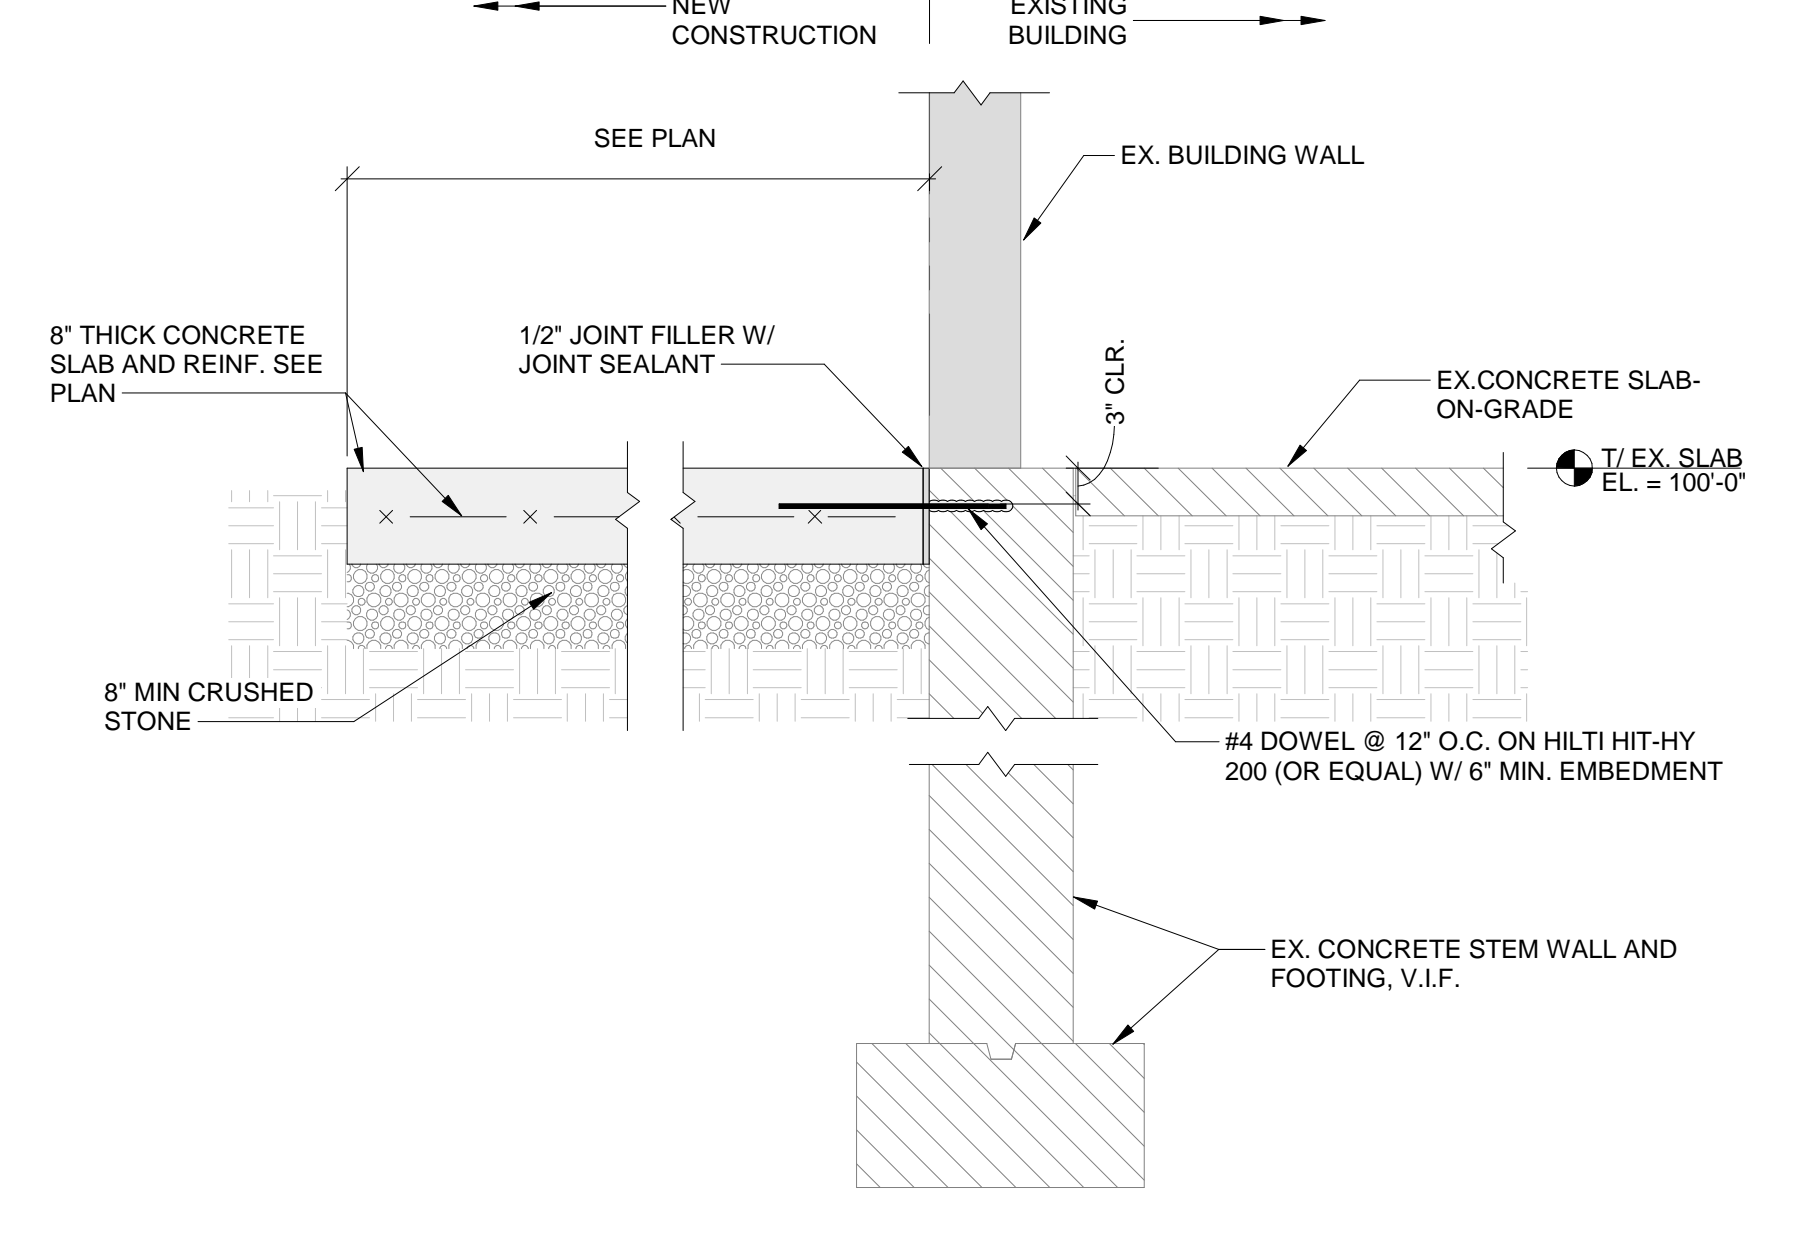 NEW
CONSTRUCTION
EXISTING
BUILDING
SEE PLAN
EX. BUILDING WALL
8" THICK CONCRETE
SLAB AND REINF. SEE
PLAN
1/2" JOINT FILLER W/
JOINT SEALANT
3" CLR.
EX.CONCRETE SLAB-
ON-GRADE
T/ EX. SLAB
EL. = 100'-0"
8" MIN CRUSHED
STONE
#4 DOWEL @ 12" O.C. ON HILTI HIT-HY
200 (OR EQUAL) W/ 6" MIN. EMBEDMENT
EX. CONCRETE STEM WALL AND
FOOTING, V.I.F.